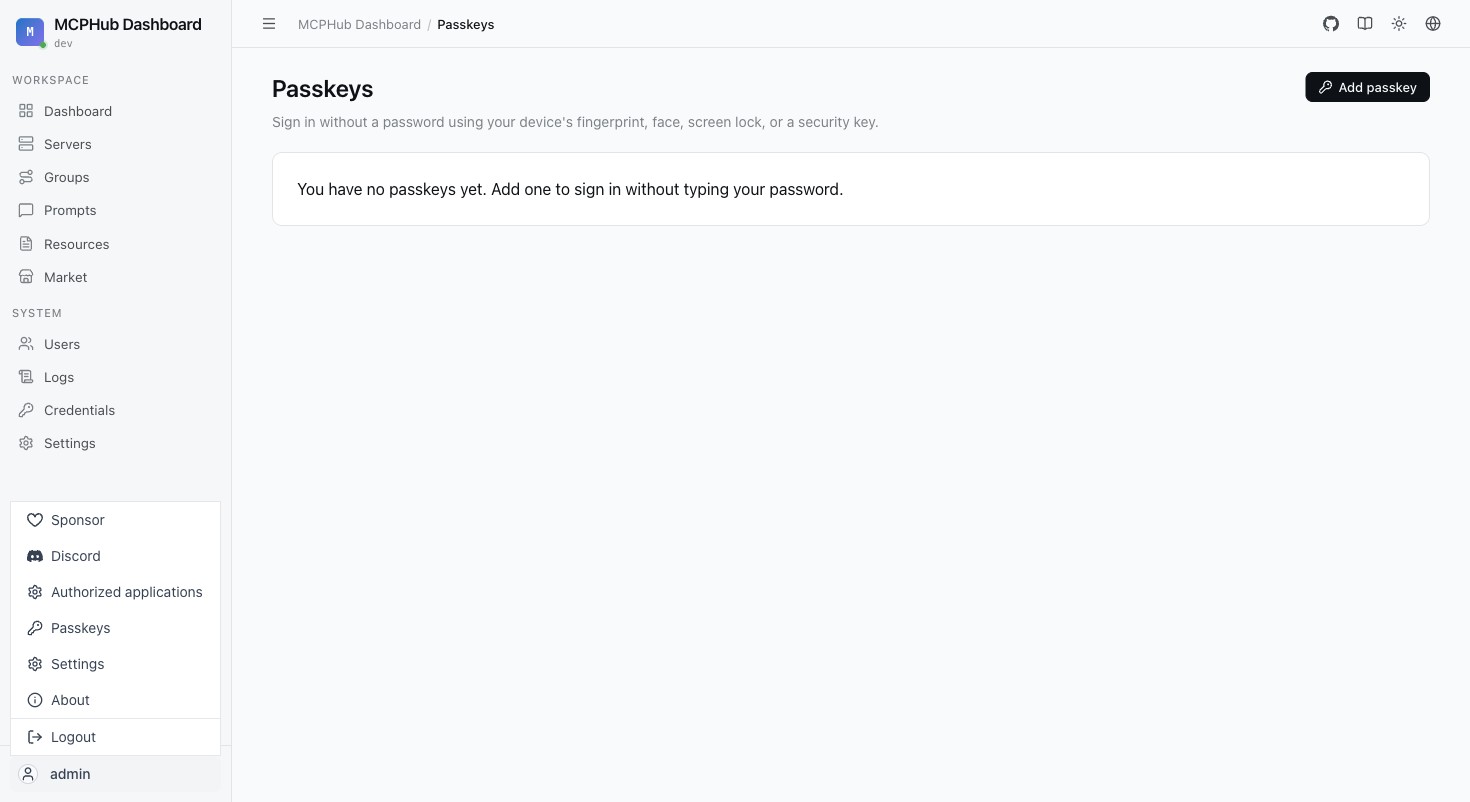 M
MCPHub Dashboard
dev
WORKSPACE
Dashboard
Servers
Groups
Prompts
Resources
Market
SYSTEM
Users
Logs
Credentials
Settings
Sponsor
Discord
Authorized applications
Passkeys
Settings
About
Logout
admin
MCPHub Dashboard / Passkeys
Passkeys
Add passkey
Sign in without a password using your device's fingerprint, face, screen lock, or a security key.
You have no passkeys yet. Add one to sign in without typing your password.